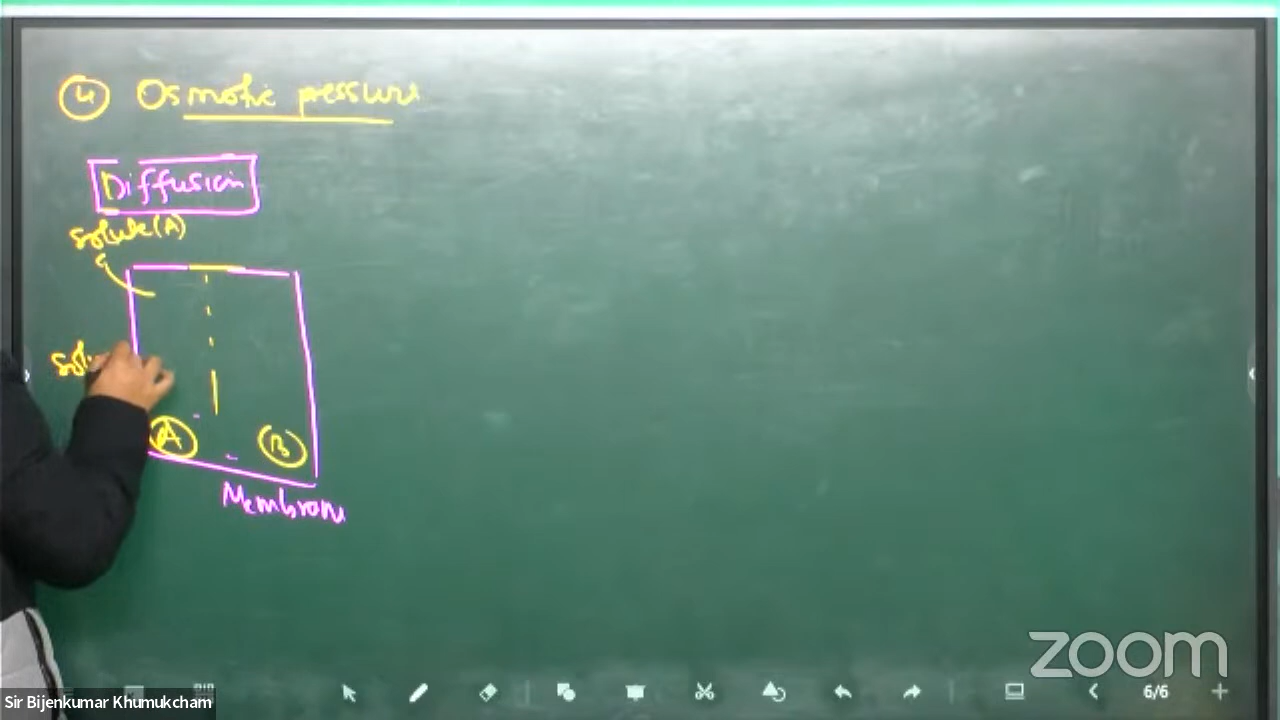 4 Osmotic pressure
Diffusion
Solute(A)
A
B
Membrane
zoom
6/6
Sir Bijenkumar Khumukcham